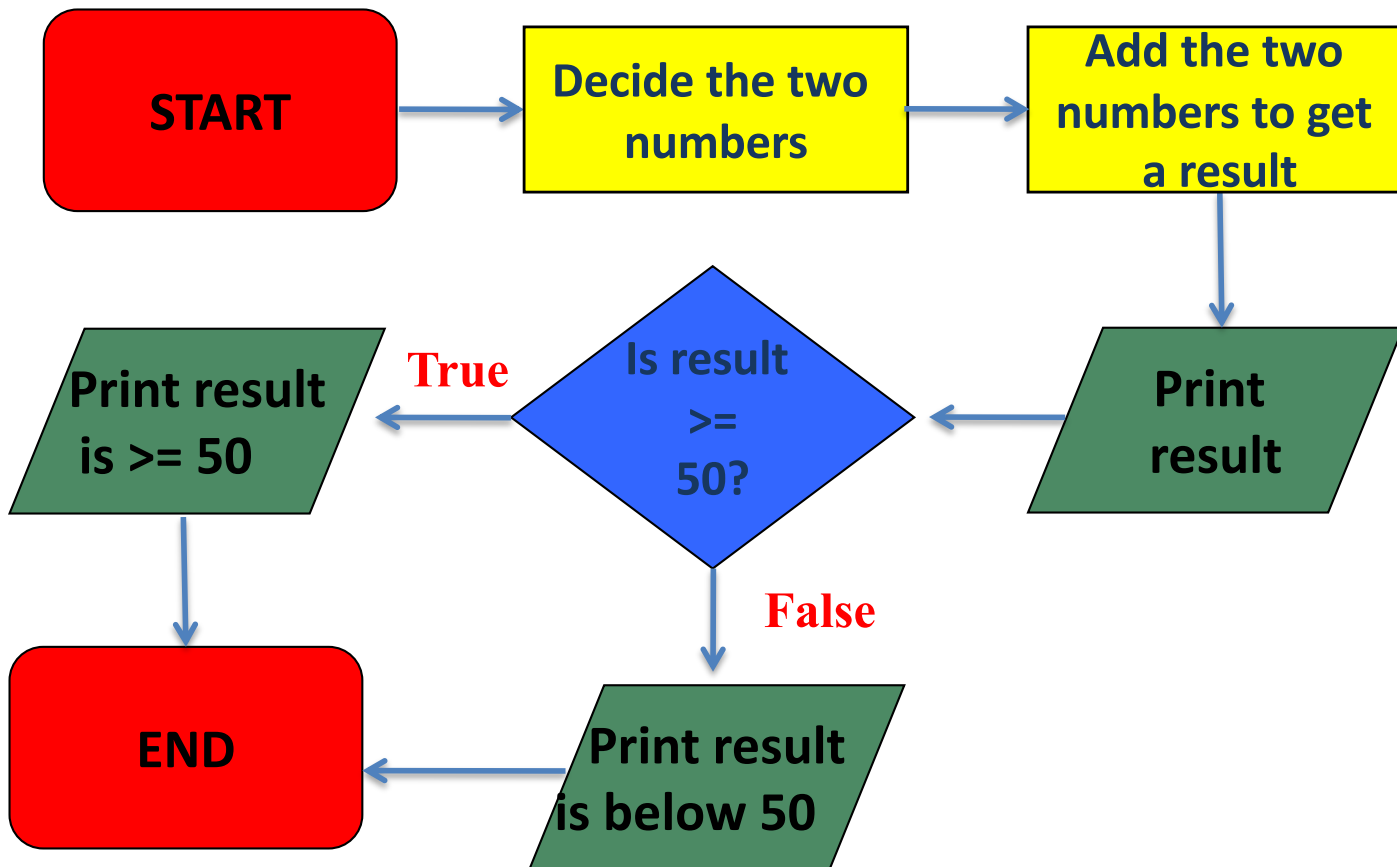 START
Decide the two
numbers
Add the two
numbers to get
a result
Print
result
Is result
>=
50?
True
Print result
is >= 50
False
Print result
is below 50
END